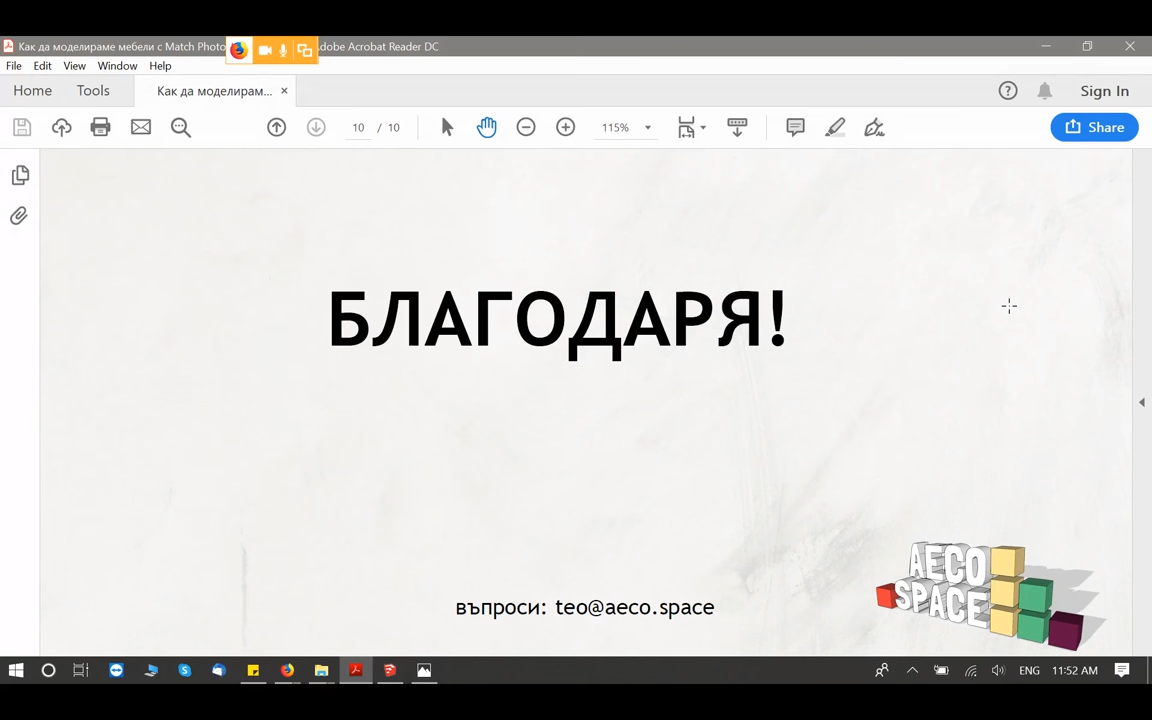 Как да моделираме мебели с Match Photo
Adobe Acrobat Reader DC
File Edit View Window Help
Home Tools Как да моделирам... × Sign In
10 / 10 115% Share
БЛАГОДАРЯ!
AECO
SPACE
въпроси: teo@aeco.space
ENG 11:52 AM